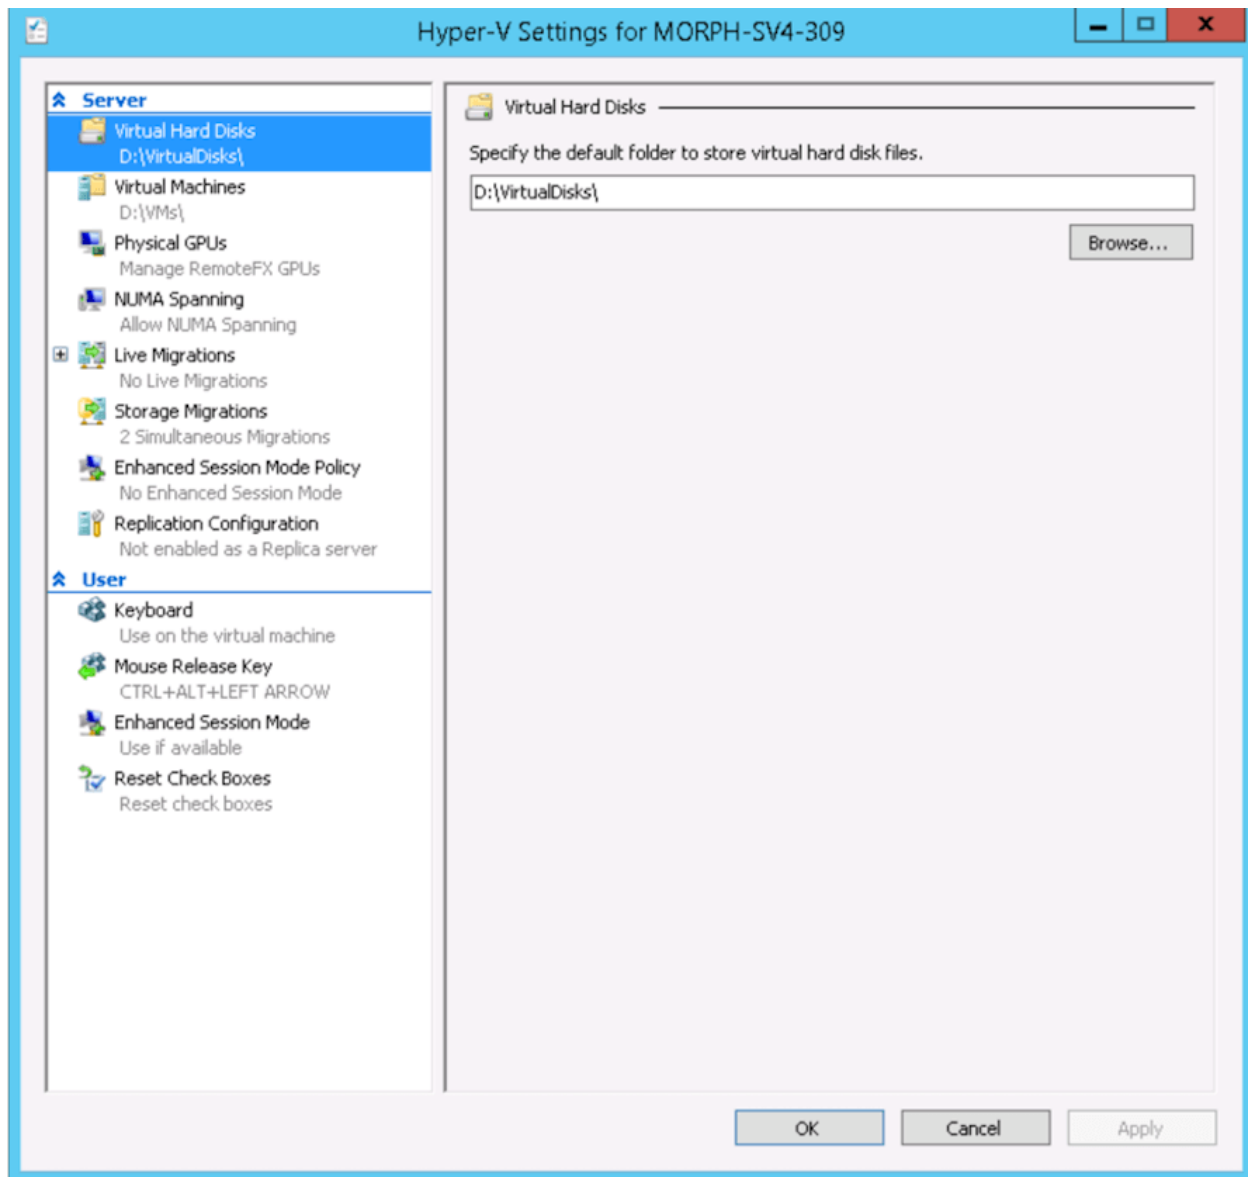 Hyper-V Settings for MORPH-SV4-309
Server
Virtual Hard Disks
D:\VirtualDisks\
Virtual Machines
D:\VMs\
Physical GPUs
Manage RemoteFX GPUs
NUMA Spanning
Allow NUMA Spanning
Live Migrations
No Live Migrations
Storage Migrations
2 Simultaneous Migrations
Enhanced Session Mode Policy
No Enhanced Session Mode
Replication Configuration
Not enabled as a Replica server
User
Keyboard
Use on the virtual machine
Mouse Release Key
CTRL+ALT+LEFT ARROW
Enhanced Session Mode
Use if available
Reset Check Boxes
Reset check boxes
Virtual Hard Disks
Specify the default folder to store virtual hard disk files.
D:\VirtualDisks\
Browse...
OK
Cancel
Apply